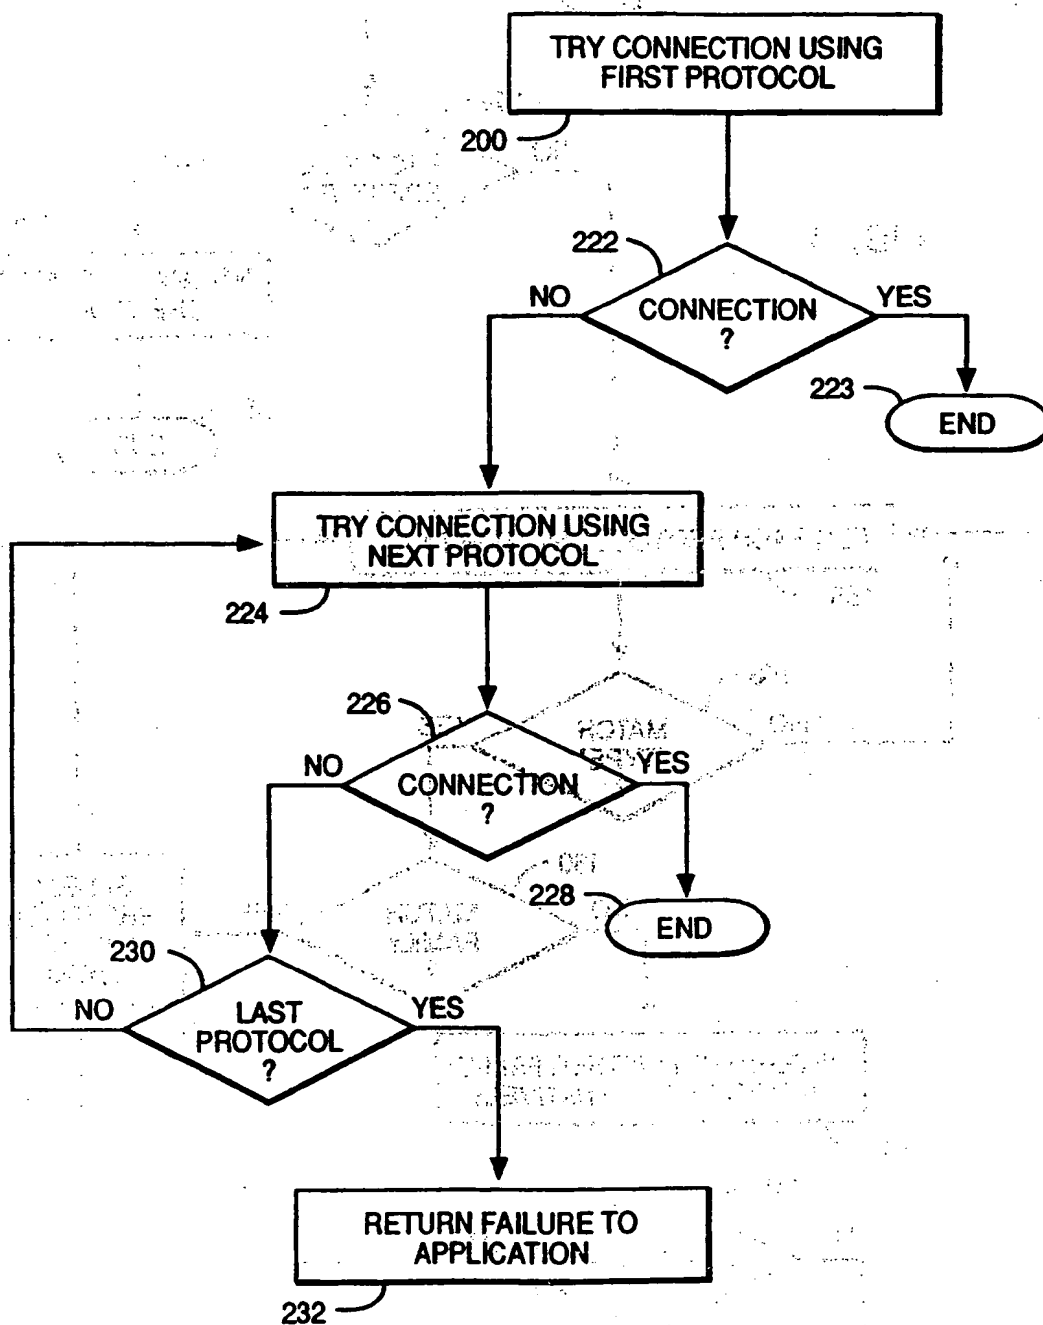 TRY CONNECTION USING
FIRST PROTOCOL
200
222
CONNECTION
?
NO
YES
223
END
TRY CONNECTION USING
NEXT PROTOCOL
224
226
CONNECTION
?
NO
YES
228
END
230
LAST
PROTOCOL
?
NO
YES
RETURN FAILURE TO
APPLICATION
232